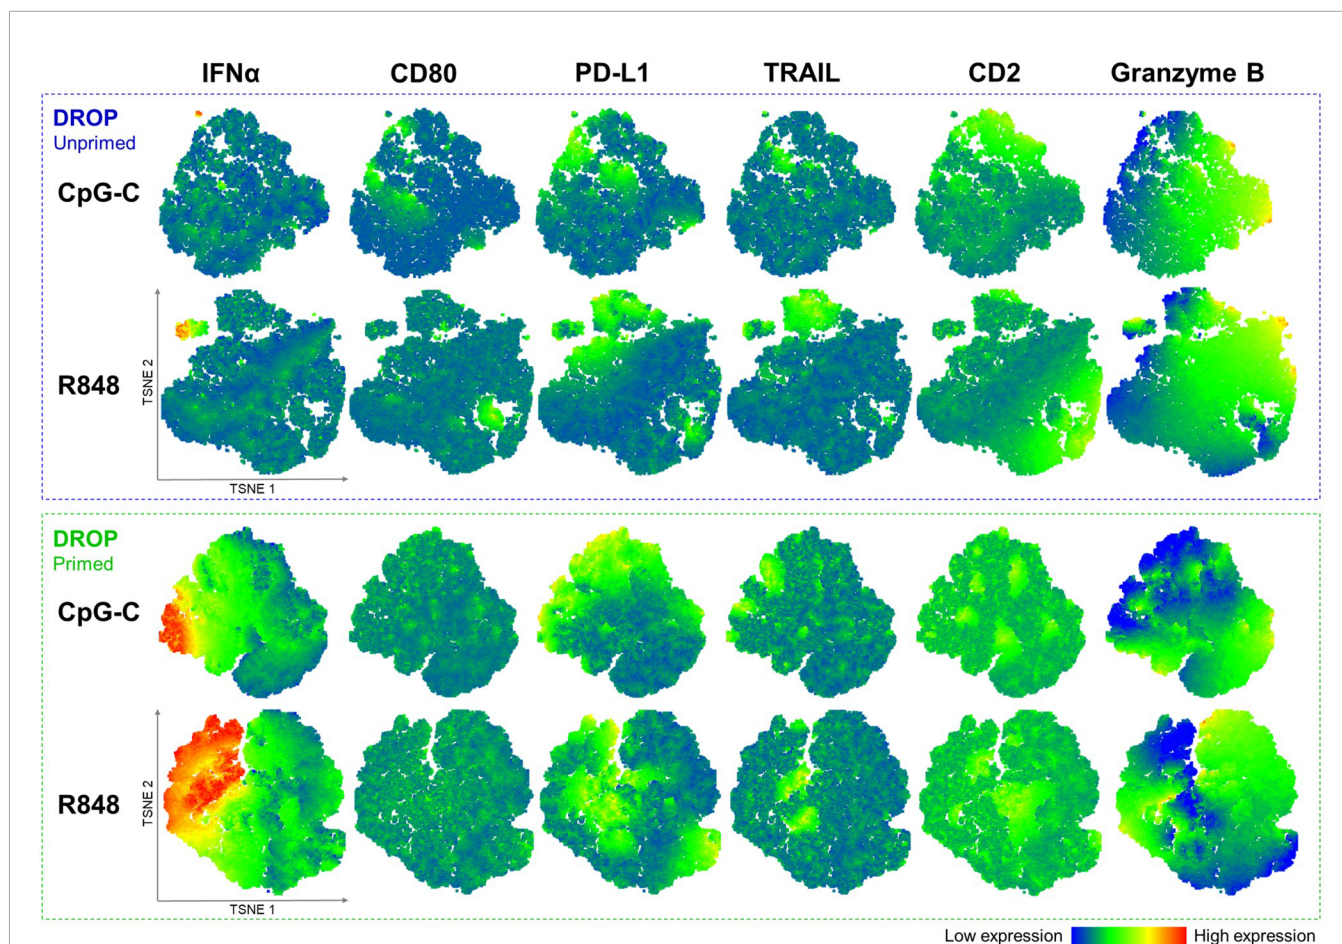 IFNα CD80 PD-L1 TRAIL CD2 Granzyme B
DROP
Unprimed
CpG-C
R848
TSNE 2
TSNE 1
DROP
Primed
CpG-C
R848
TSNE 2
TSNE 1
Low expression High expression